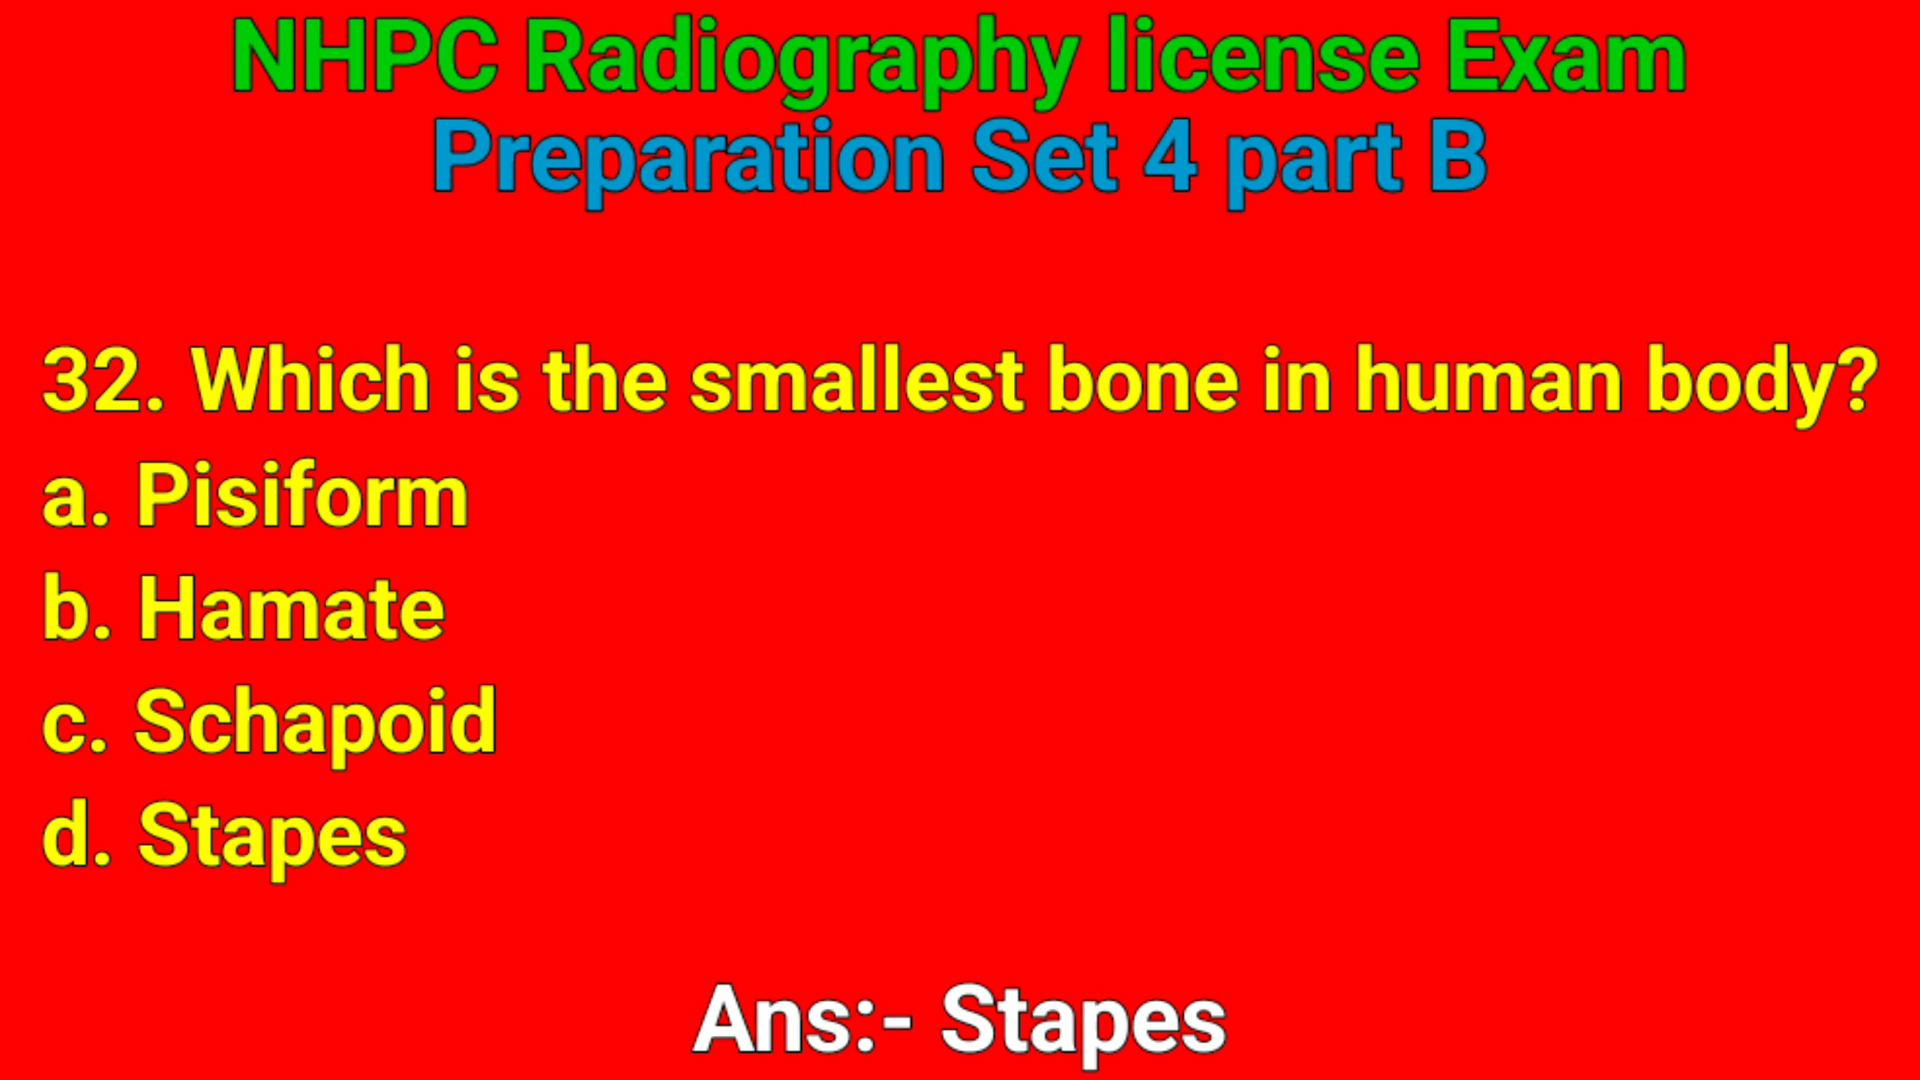 NHPC Radiography license Exam
Preparation Set 4 part B
32. Which is the smallest bone in human body?
a. Pisiform
b. Hamate
c. Schapoid
d. Stapes
Ans:- Stapes